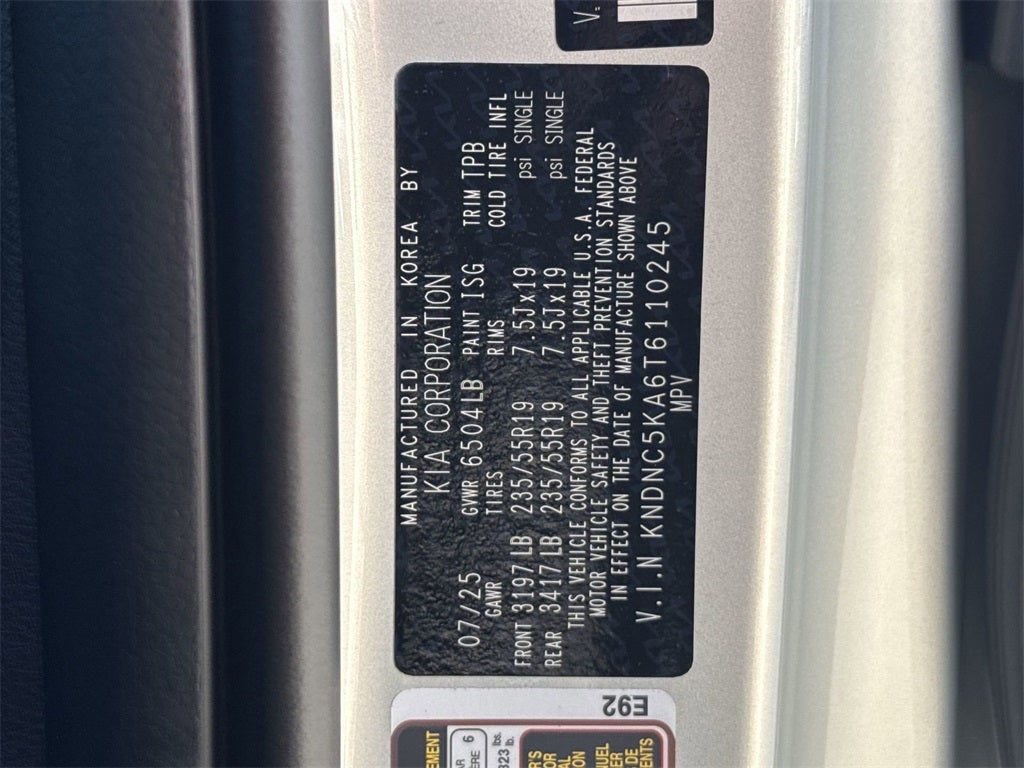 MANUFACTURED IN KOREA BY
KIA CORPORATION
07/25 GVWR 6504LB PAINT ISG TRIM TPB
GAWR TIRES RIMS COLD TIRE INFL
FRONT 3197LB 235/55R19 7.5Jx19 psi SINGLE
REAR 3417LB 235/55R19 7.5Jx19 psi SINGLE
THIS VEHICLE CONFORMS TO ALL APPLICABLE U.S.A. FEDERAL
MOTOR VEHICLE SAFETY AND THEFT PREVENTION STANDARDS
IN EFFECT ON THE DATE OF MANUFACTURE SHOWN ABOVE
V.I.N KNDNC5KA6T6110245
MPV
V.
E92
6